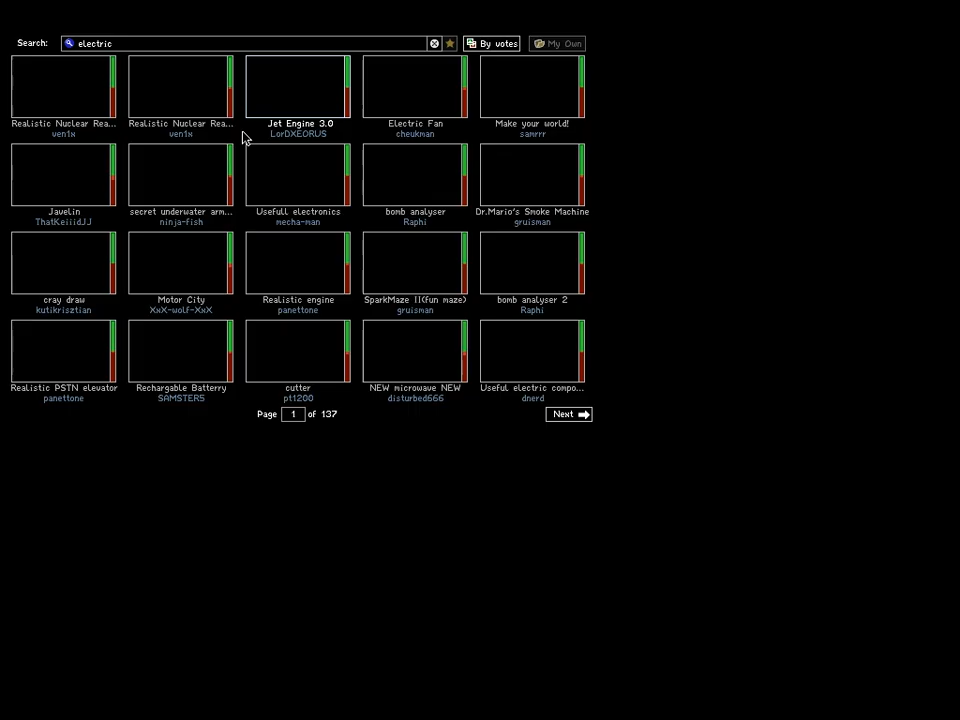 Search: electric By votes My Own
Realistic Nuclear Rea... Realistic Nuclear Rea... Jet Engine 3.0 Electric Fan Make your world!
ven1x ven1x LorDXEORUS cheukman samrrr
Javelin secret underwater arm... Usefull electronics bomb analyser Dr.Mario's Smoke Machine
ThatKeiiidJJ ninja-fish mecha-man Raphi gruisman
cray draw Motor City Realistic engine SparkMaze II(fun maze) bomb analyser 2
kutikrisztian XxX-wolf-XxX panettone gruisman Raphi
Realistic PSTN elevator Rechargable Batterry cutter NEW microwave NEW Useful electric compo...
panettone SAMSTER5 pt1200 disturbed666 dnerd
Page 1 of 137 Next